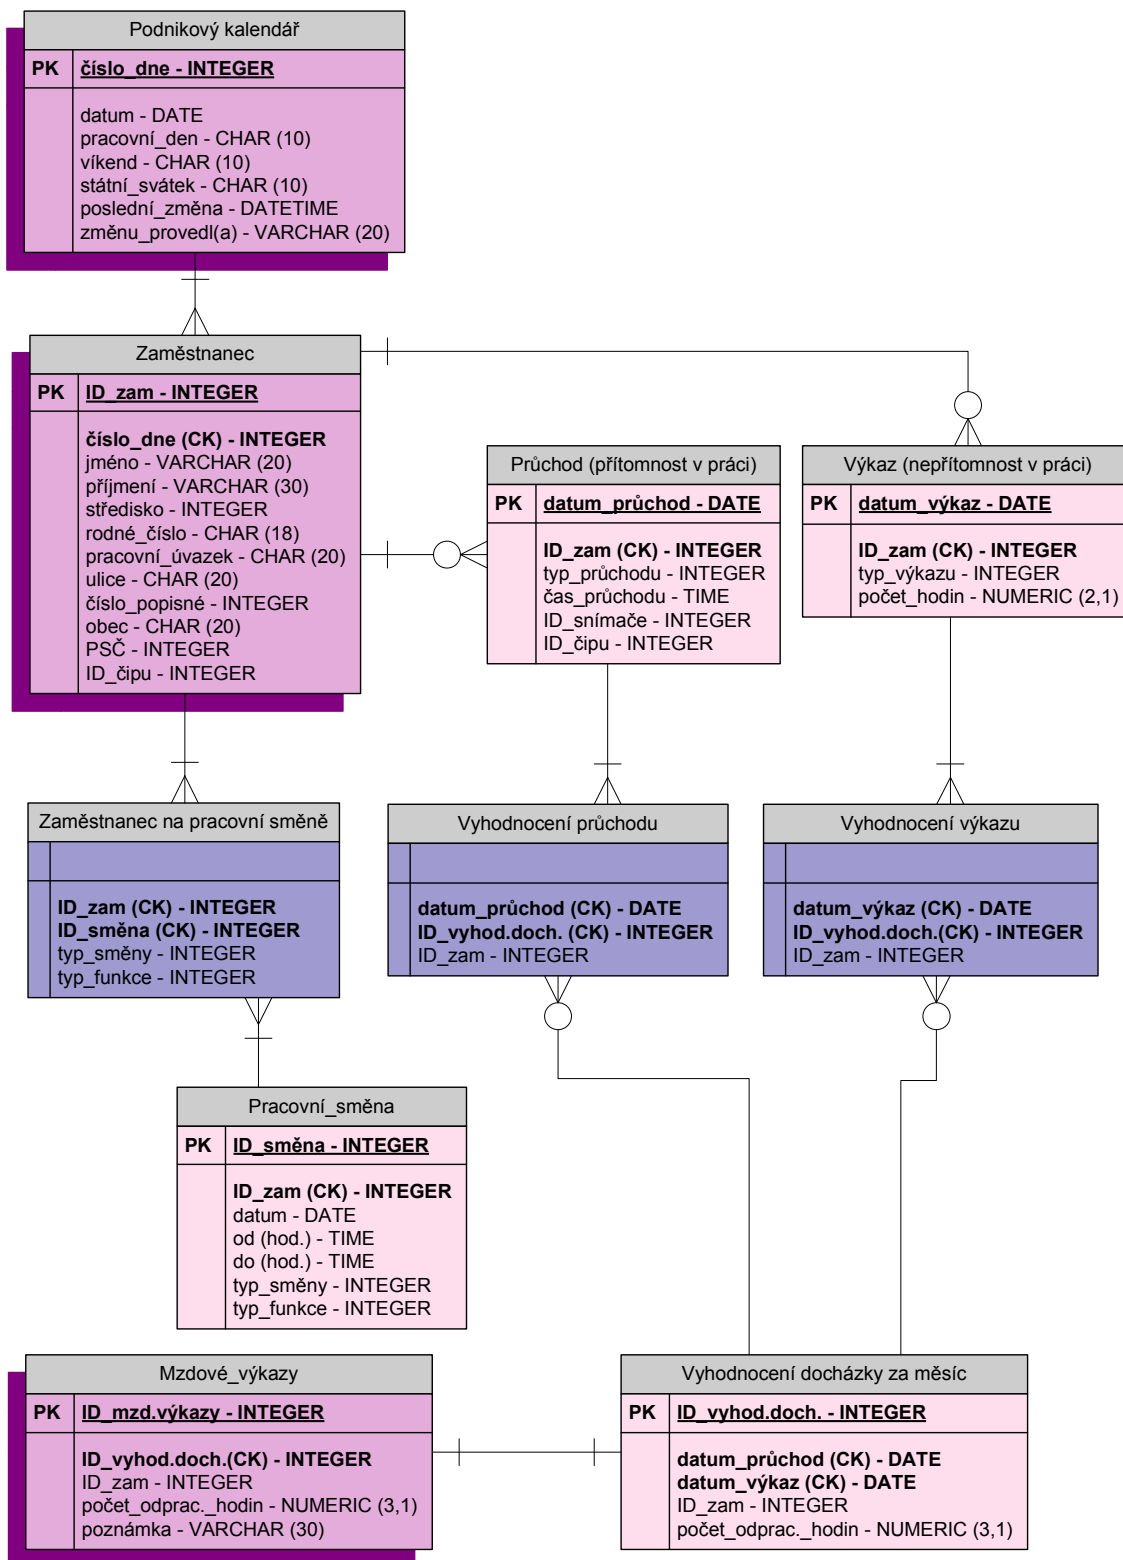 Podnikový kalendář
PK číslo_dne - INTEGER
datum - DATE
pracovní_den - CHAR (10)
víkend - CHAR (10)
státní_svátek - CHAR (10)
poslední_změna - DATETIME
změnu_provedl(a) - VARCHAR (20)
Zaměstnanec
PK ID_zam - INTEGER
číslo_dne (CK) - INTEGER
jméno - VARCHAR (20)
příjmení - VARCHAR (30)
středisko - INTEGER
rodné_číslo - CHAR (18)
pracovní_úvazek - CHAR (20)
ulice - CHAR (20)
číslo_popisné - INTEGER
obec - CHAR (20)
PSČ - INTEGER
ID_čipu - INTEGER
Průchod (přítomnost v práci)
PK datum_průchod - DATE
ID_zam (CK) - INTEGER
typ_průchodu - INTEGER
čas_průchodu - TIME
ID_snímače - INTEGER
ID_čipu - INTEGER
Výkaz (nepřítomnost v práci)
PK datum_výkaz - DATE
ID_zam (CK) - INTEGER
typ_výkazu - INTEGER
počet_hodin - NUMERIC (2,1)
Zaměstnanec na pracovní směně
ID_zam (CK) - INTEGER
ID_směna (CK) - INTEGER
typ_směny - INTEGER
typ_funkce - INTEGER
Vyhodnocení průchodu
datum_průchod (CK) - DATE
ID_vyhod.doch. (CK) - INTEGER
ID_zam - INTEGER
Vyhodnocení výkazu
datum_výkaz (CK) - DATE
ID_vyhod.doch.(CK) - INTEGER
ID_zam - INTEGER
Pracovní_směna
PK ID_směna - INTEGER
ID_zam (CK) - INTEGER
datum - DATE
od (hod.) - TIME
do (hod.) - TIME
typ_směny - INTEGER
typ_funkce - INTEGER
Mzdové_výkazy
PK ID_mzd.výkazy - INTEGER
ID_vyhod.doch.(CK) - INTEGER
ID_zam - INTEGER
počet_odprac._hodin - NUMERIC (3,1)
poznámka - VARCHAR (30)
Vyhodnocení docházky za měsíc
PK ID_vyhod.doch. - INTEGER
datum_průchod (CK) - DATE
datum_výkaz (CK) - DATE
ID_zam - INTEGER
počet_odprac._hodin - NUMERIC (3,1)